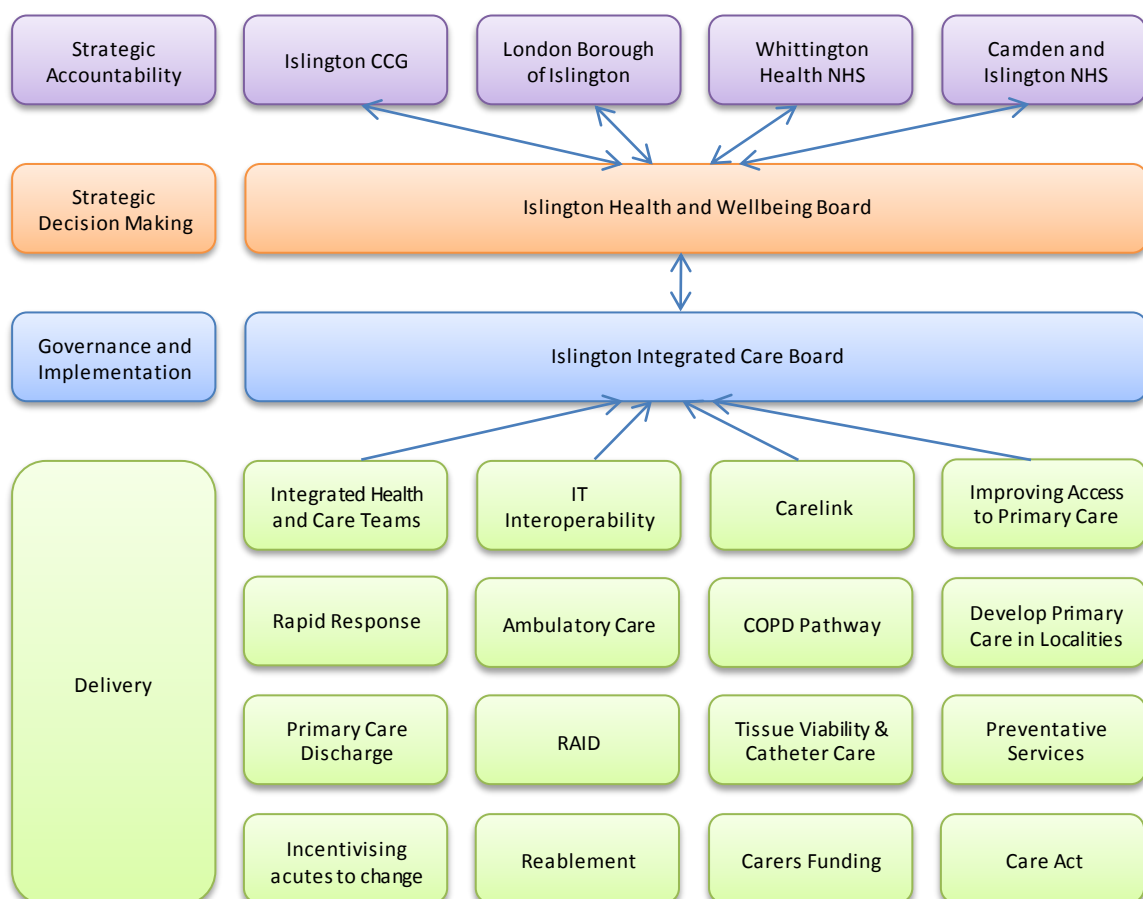 Strategic
Accountability
Islington CCG
London Borough
of Islington
Whittington
Health NHS
Camden and
Islington NHS
Strategic
Decision Making
Islington Health and Wellbeing Board
Governance and
Implementation
Islington Integrated Care Board
Delivery
Integrated Health
and Care Teams
IT
Interoperability
Carelink
Improving Access
to Primary Care
Rapid Response
Ambulatory Care
COPD Pathway
Develop Primary
Care in Localities
Primary Care
Discharge
RAID
Tissue Viability &
Catheter Care
Preventative
Services
Incentivising
acutes to change
Reablement
Carers Funding
Care Act